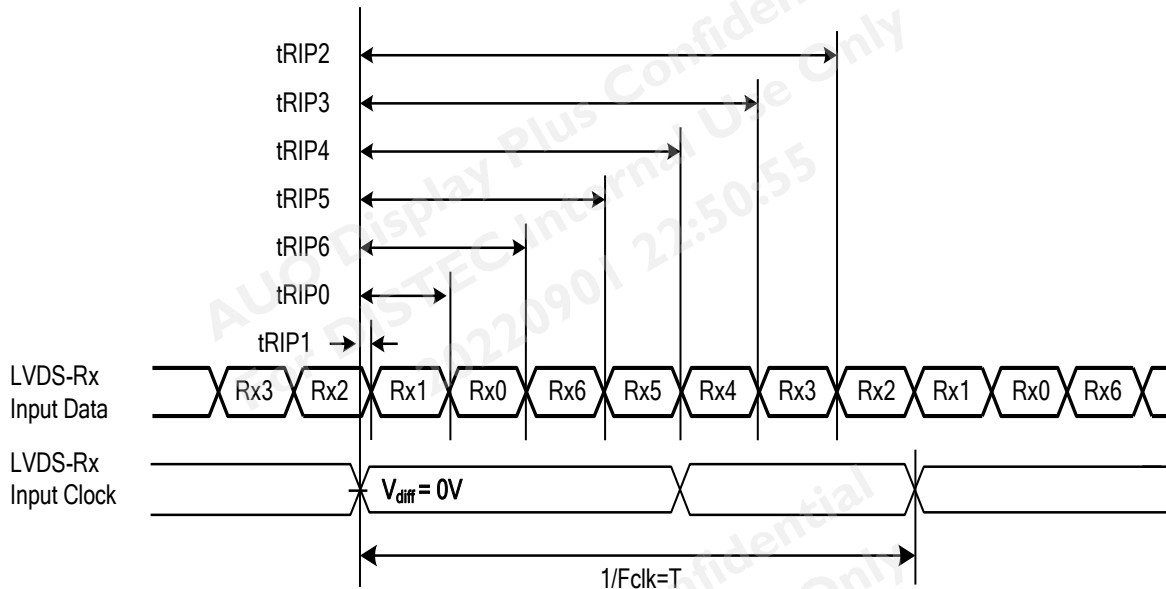 tRIP2
tRIP3
tRIP4
tRIP5
tRIP6
tRIP0
tRIP1
LVDS-Rx
Input Data
Rx3 Rx2 Rx1 Rx0 Rx6 Rx5 Rx4 Rx3 Rx2 Rx1 Rx0 Rx6
LVDS-Rx
Input Clock
Vdiff = 0V
1/Fclk=T
AUO Display Plus Confidential
For DISTEC Internal Use Only
20220901 22:50:55
nfidential
Only